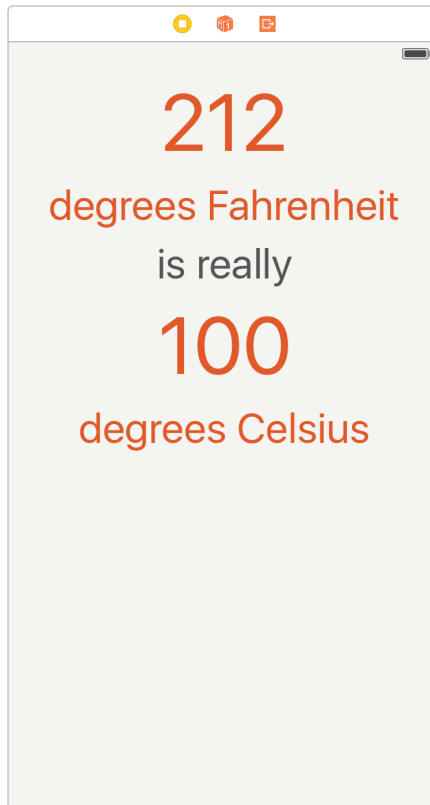 212
degrees Fahrenheit
is really
100
degrees Celsius